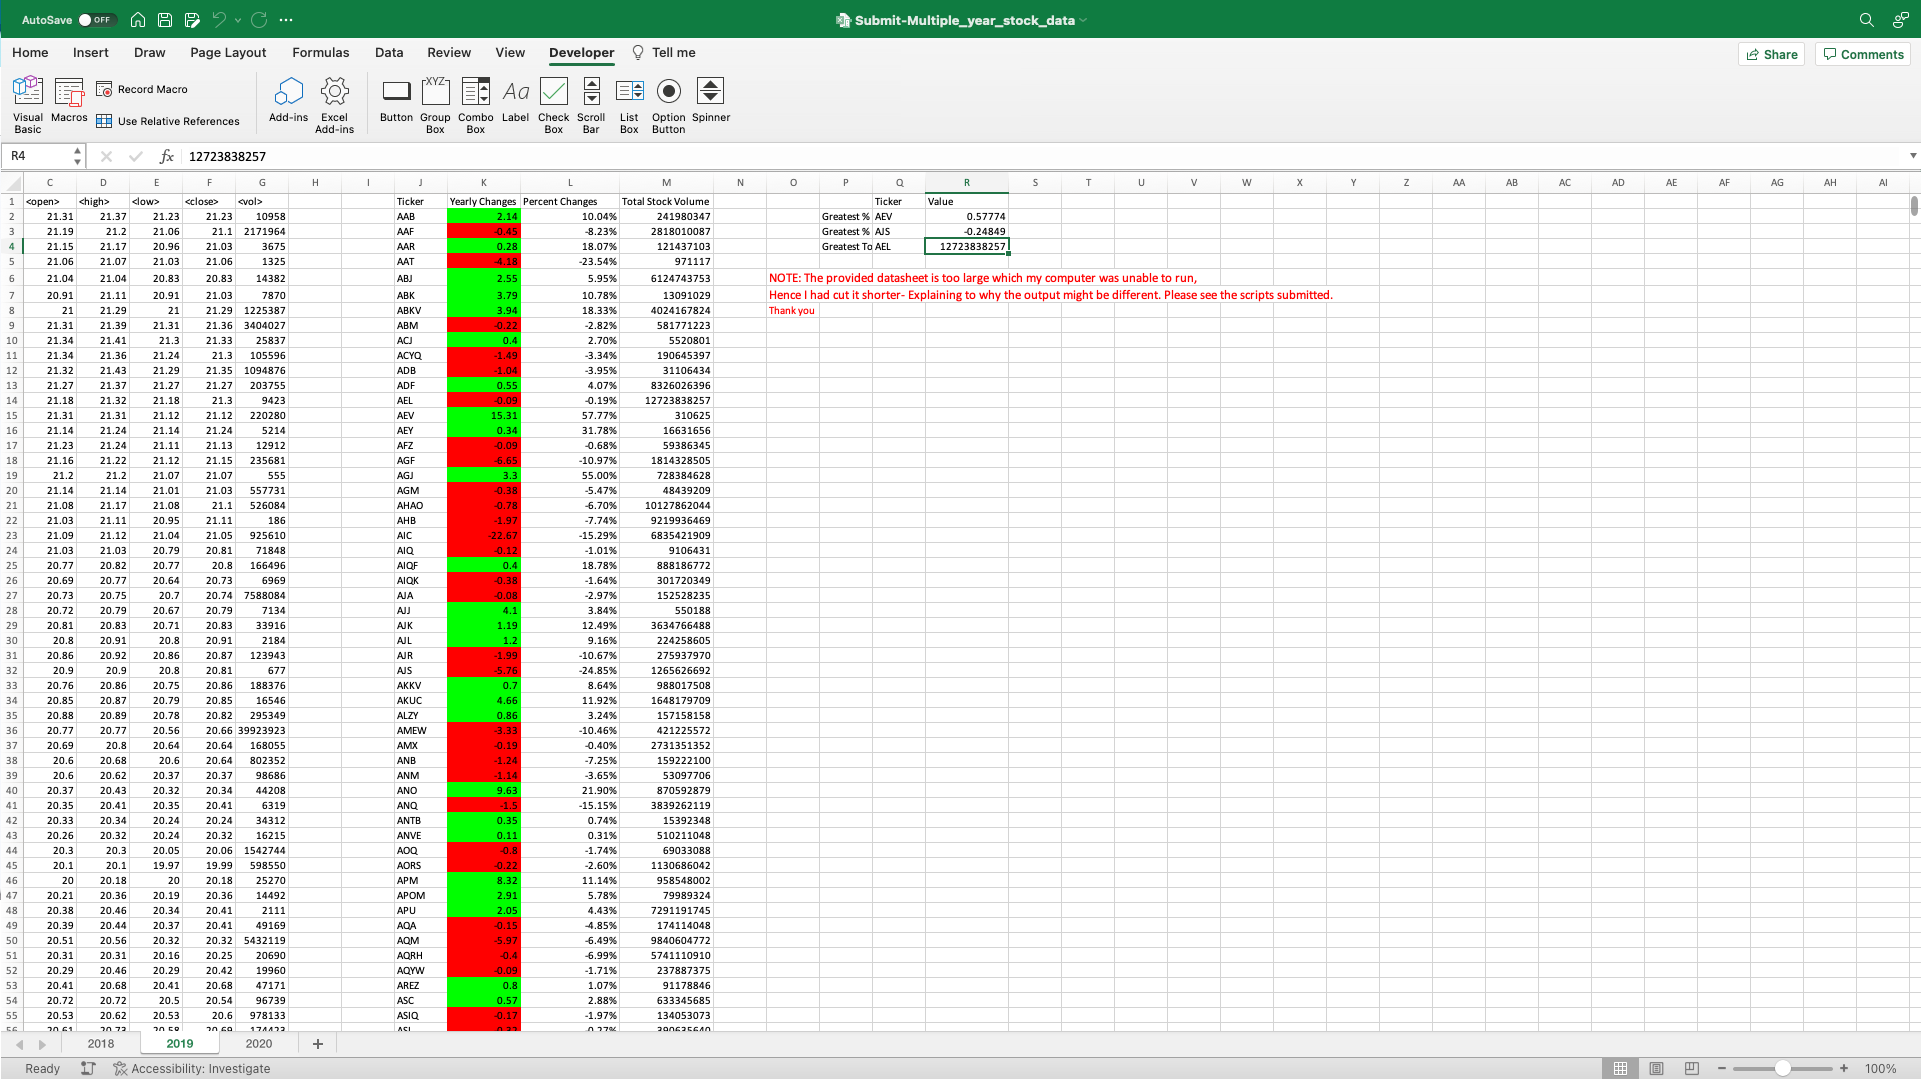 AutoSave OFF Submit-Multiple_year_stock_data
Home Insert Draw Page Layout Formulas Data Review View Developer Tell me Share Comments
Visual Basic Macros Record Macro Use Relative References Add-ins Excel Add-ins Button Group Box Combo Box Label Check Box Scroll Bar List Box Option Button Spinner
R4 fx 12723838257
C D E F G H I J K L M N O P Q R S T U V W X Y Z AA AB AC AD AE AF AG AH AI
1 <open> <high> <low> <close> <vol> Ticker Yearly Changes Percent Changes Total Stock Volume Ticker Value
2 21.31 21.37 21.23 21.23 10958 AAB 2.14 10.04% 241980347 Greatest % AEV 0.57774
3 21.19 21.2 21.06 21.1 2171964 AAF -0.45 -8.23% 2818010087 Greatest % AJS -0.24849
4 21.15 21.17 20.96 21.03 3675 AAR 0.28 18.07% 121437103 Greatest To AEL 12723838257
5 21.06 21.07 21.03 21.06 1325 AAT -4.18 -23.54% 971117
6 21.04 21.04 20.83 20.83 14382 ABJ 2.55 5.95% 6124743753 NOTE: The provided datasheet is too large which my computer was unable to run,
7 20.91 21.11 20.91 21.03 7870 ABK 3.79 10.78% 13091029 Hence I had cut it shorter- Explaining to why the output might be different. Please see the scripts submitted.
8 21 21.29 21 21.29 1225387 ABKV 3.94 18.33% 4024167824 Thank you
9 21.31 21.39 21.31 21.36 3404027 ABM -0.22 -2.82% 581771223
10 21.34 21.41 21.3 21.33 25837 ACJ 0.4 2.70% 5520801
11 21.34 21.36 21.24 21.3 105596 ACYQ -1.49 -3.34% 190645397
12 21.32 21.43 21.29 21.35 1094876 ADB -1.04 -3.95% 31106434
13 21.27 21.37 21.27 21.27 203755 ADF 0.55 4.07% 8326026396
14 21.18 21.32 21.18 21.3 9423 AEL -0.09 -0.19% 12723838257
15 21.31 21.31 21.12 21.12 220280 AEV 15.31 57.77% 310625
16 21.14 21.24 21.14 21.24 5214 AEY 0.34 31.78% 16631656
17 21.23 21.24 21.11 21.13 12912 AFZ -0.09 -0.68% 59386345
18 21.16 21.22 21.12 21.15 235681 AGF -6.65 -10.97% 1814328505
19 21.2 21.2 21.07 21.07 555 AGJ 3.3 55.00% 728384628
20 21.14 21.14 21.01 21.03 557731 AGM -0.38 -5.47% 48439209
21 21.08 21.17 21.08 21.1 526084 AHAO -0.78 -6.70% 10127862044
22 21.03 21.11 20.95 21.11 186 AHB -1.97 -7.74% 9219936469
23 21.09 21.12 21.04 21.05 925610 AIC -22.67 -15.29% 6835421909
24 21.03 21.03 20.79 20.81 71848 AIQ -0.12 -1.01% 9106431
25 20.77 20.82 20.77 20.8 166496 AIQF 0.4 18.78% 888186772
26 20.69 20.77 20.64 20.73 6969 AIQK -0.38 -1.64% 301720349
27 20.73 20.75 20.7 20.74 7588084 AJA -0.08 -2.97% 152528235
28 20.72 20.79 20.67 20.79 7134 AJJ 4.1 3.84% 550188
29 20.81 20.83 20.71 20.83 33916 AJK 1.19 12.49% 3634766488
30 20.8 20.91 20.8 20.91 2184 AJL 1.2 9.16% 224258605
31 20.86 20.92 20.86 20.87 123943 AJR -1.99 -10.67% 275937970
32 20.9 20.9 20.8 20.81 677 AJS -5.76 -24.85% 1265626692
33 20.76 20.86 20.75 20.86 188376 AKKV 0.7 8.64% 988017508
34 20.85 20.87 20.79 20.85 16546 AKUC 4.66 11.92% 1648179709
35 20.88 20.89 20.78 20.82 295349 ALZY 0.86 3.24% 157158158
36 20.77 20.77 20.56 20.66 39923923 AMEW -3.33 -10.46% 421225572
37 20.69 20.8 20.64 20.64 168055 AMX -0.19 -0.40% 2731351352
38 20.6 20.68 20.6 20.64 802352 ANB -1.24 -7.25% 159222100
39 20.6 20.62 20.37 20.37 98686 ANM -1.14 -3.65% 53097706
40 20.37 20.43 20.32 20.34 44208 ANO 9.63 21.90% 870592879
41 20.35 20.41 20.35 20.41 6319 ANQ -1.5 -15.15% 3839262119
42 20.33 20.34 20.24 20.24 34312 ANTB 0.35 0.74% 15392348
43 20.26 20.32 20.24 20.32 16215 ANVE 0.11 0.31% 510211048
44 20.3 20.3 20.05 20.06 1542744 AOQ -0.8 -1.74% 69033088
45 20.1 20.1 19.97 19.99 598550 AORS -0.22 -2.60% 1130686042
46 20 20.18 20 20.18 25270 APM 8.32 11.14% 958548002
47 20.21 20.36 20.19 20.36 14492 APOM 2.91 5.78% 79989324
48 20.38 20.46 20.34 20.41 2111 APU 2.05 4.43% 7291191745
49 20.39 20.44 20.37 20.41 49169 AQA -0.15 -4.85% 174114048
50 20.51 20.56 20.32 20.32 5432119 AQM -5.97 -6.49% 9840604772
51 20.31 20.31 20.16 20.25 20690 AQRH -0.4 -6.99% 5741110910
52 20.29 20.46 20.29 20.42 19960 AQYW -0.09 -1.71% 237887375
53 20.41 20.68 20.41 20.68 47171 AREZ 0.8 1.07% 91178846
54 20.72 20.72 20.5 20.54 96739 ASC 0.57 2.88% 633345685
55 20.53 20.62 20.53 20.6 978133 ASIQ -0.17 -1.97% 134053073
2018 2019 2020 +
Ready Accessibility: Investigate 100%